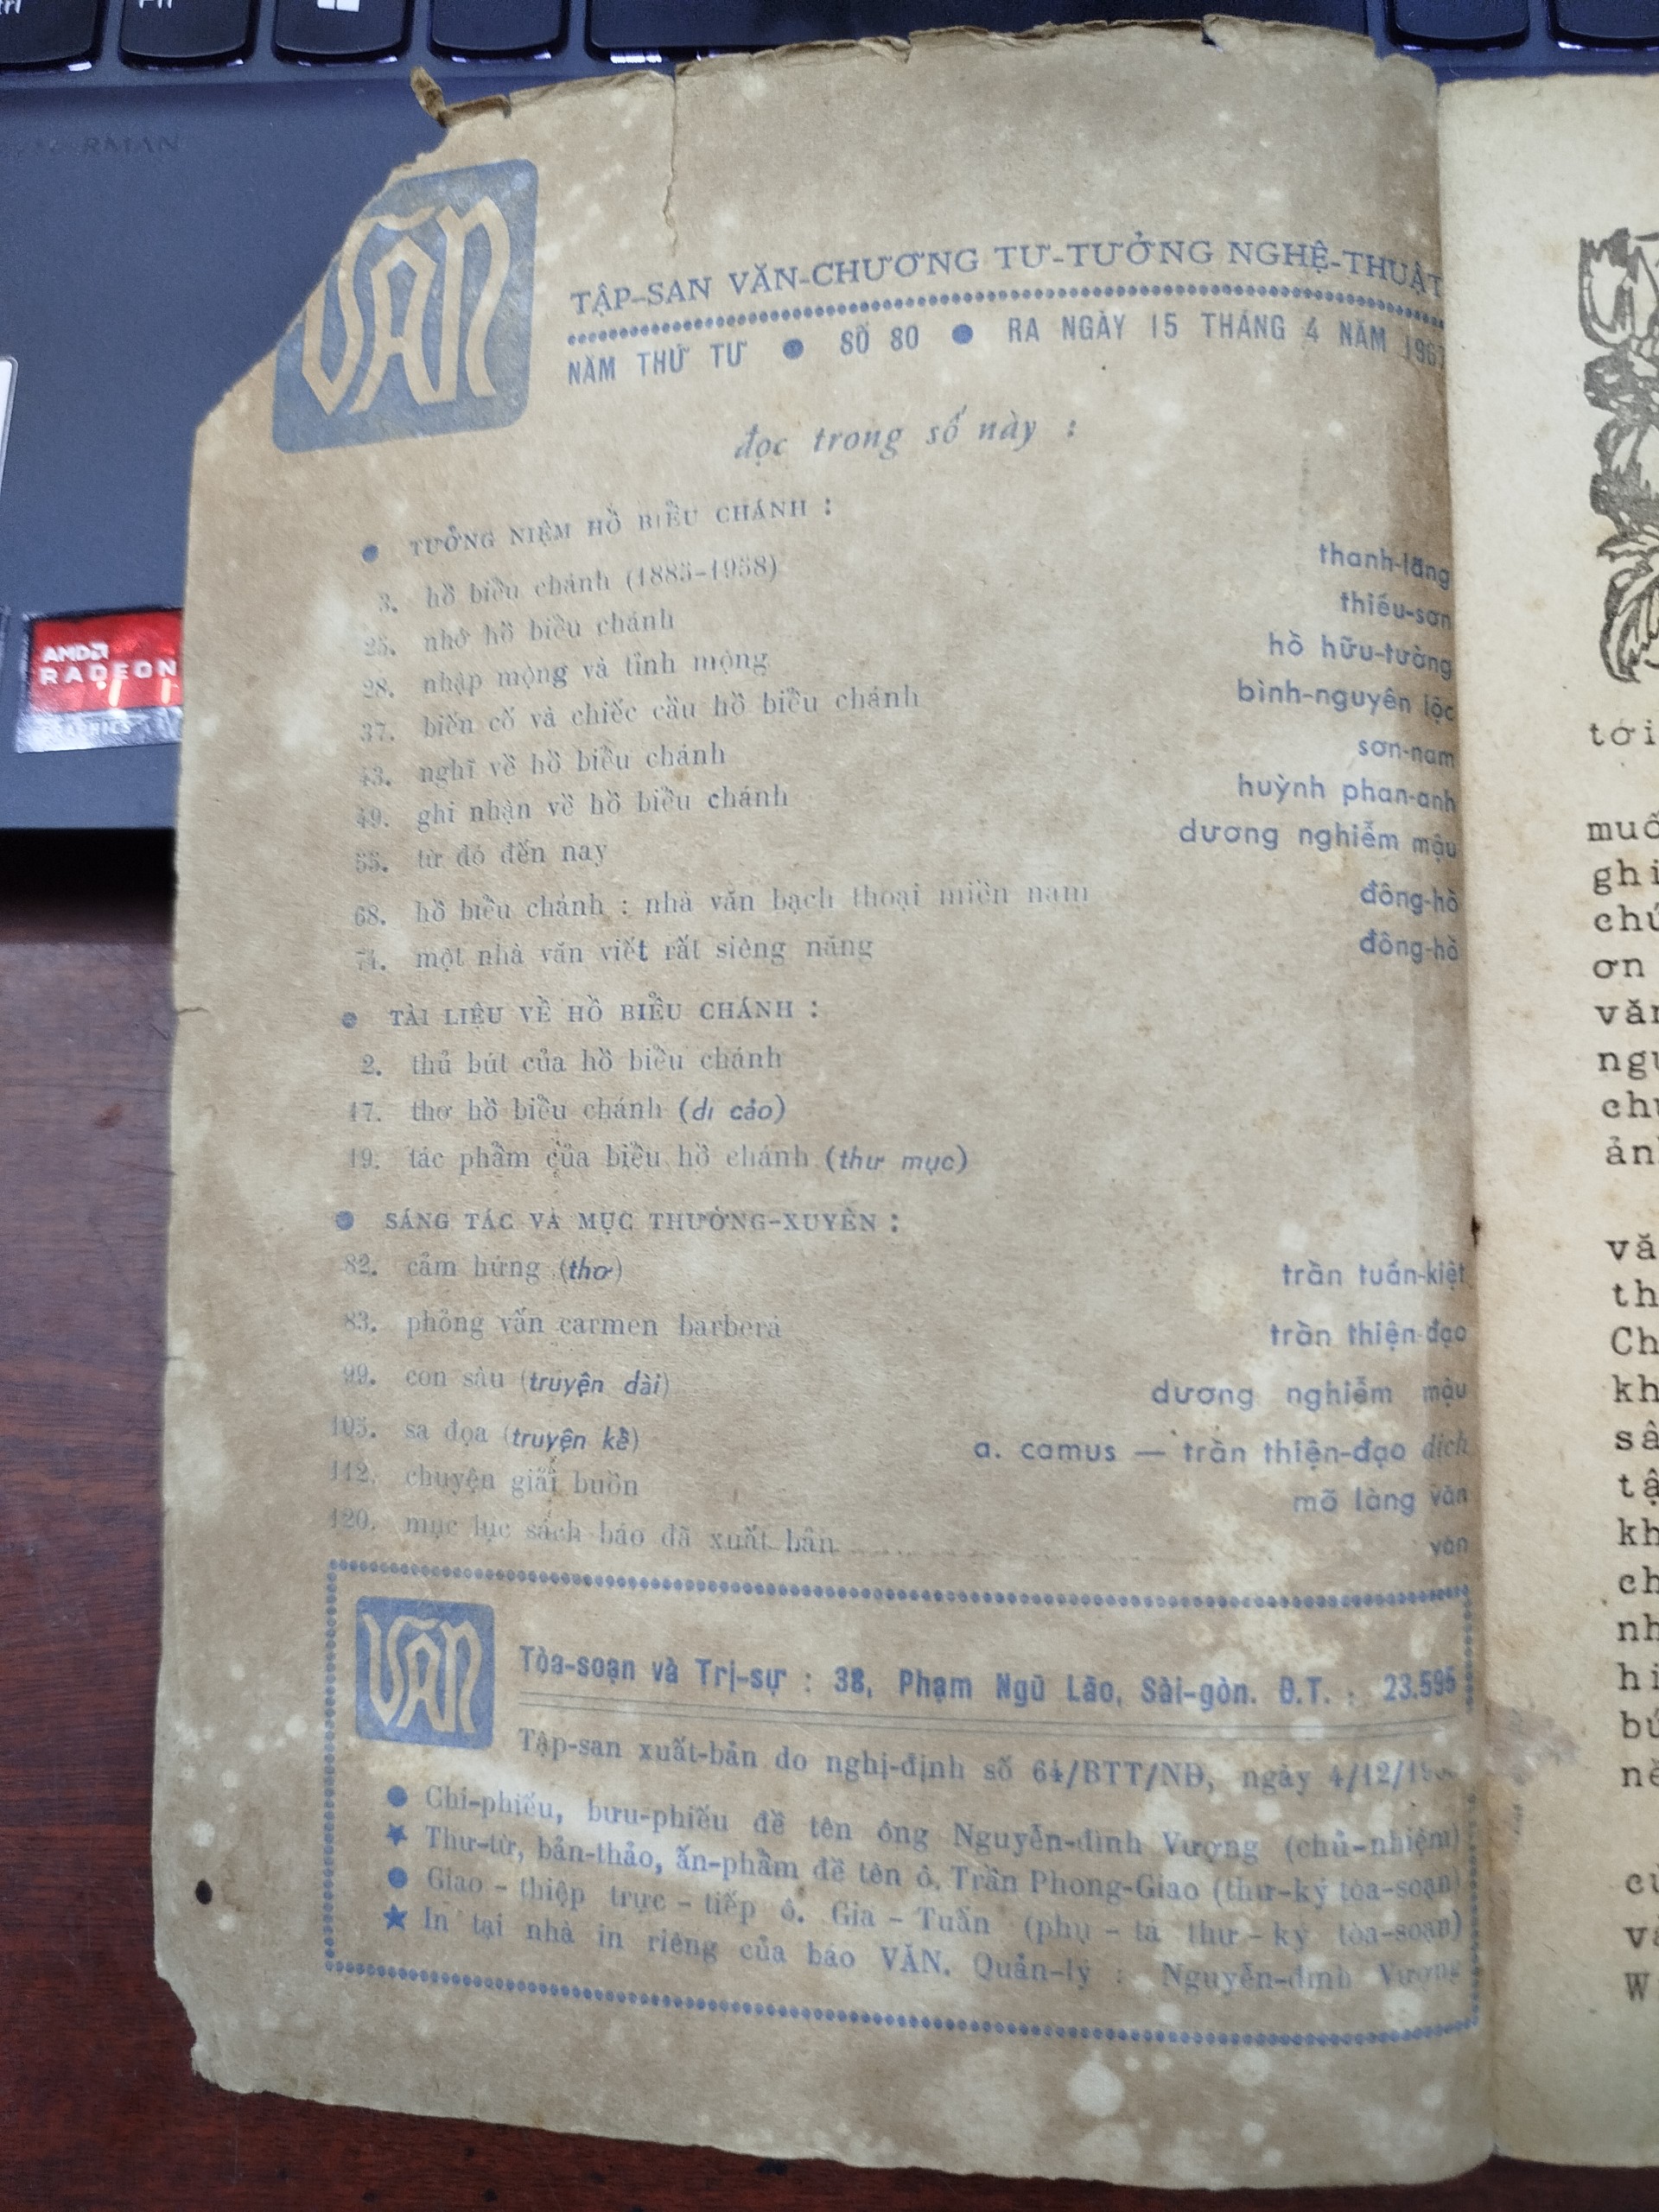 VĂN
TẬP-SAN VĂN-CHƯƠNG TƯ-TƯỞNG NGHỆ-THUẬT
NĂM THỨ TƯ ● SỐ 80 ● RA NGÀY 15 THÁNG 4 NĂM 1967
đọc trong số này :
● TƯỞNG NIỆM HỒ BIỂU CHÁNH :
3. hồ biểu chánh (1885-1958) thanh-lãng
25. nhớ hồ biểu chánh thiếu-sơn
28. nhập mộng và tỉnh mộng hồ hữu-tường
37. biến cố và chiếc cầu hồ biểu chánh bình-nguyên lộc
43. nghĩ về hồ biểu chánh sơn-nam
49. ghi nhận về hồ biểu chánh huỳnh phan-anh
55. từ đó đến nay dương nghiễm mậu
68. hồ biểu chánh : nhà văn bạch thoại miền nam đông-hồ
74. một nhà văn viết rất siêng năng đông-hồ
● TÀI LIỆU VỀ HỒ BIỂU CHÁNH :
2. thủ bút của hồ biểu chánh
17. thơ hồ biểu chánh (di cảo)
19. tác phẩm của biểu hồ chánh (thư mục)
● SÁNG TÁC VÀ MỤC THƯỜNG-XUYÊN :
82. cảm hứng (thơ) trần tuấn-kiệt
83. phỏng vấn carmen barberá trần thiện-đạo
99. con sâu (truyện dài) dương nghiễm mậu
105. sa đọa (truyện kể) a. camus — trần thiện-đạo dịch
112. chuyện giải buồn mõ làng văn
120. mục lục sách báo đã xuất bản văn
VĂN
Tòa-soạn và Trị-sự : 38, Phạm Ngũ Lão, Sài-gòn. Đ.T. : 23.595
Tập-san xuất-bản do nghị-định số 64/BTT/NĐ, ngày 4/12/
● Chi-phiếu, bưu-phiếu đề tên ông Nguyễn-đình Vượng (chủ-nhiệm)
★ Thư-từ, bản-thảo, ấn-phẩm đề tên ô. Trần Phong-Giao (thư-ký tòa-soạn)
● Giao-thiệp trực-tiếp ô. Gia-Tuấn (phụ-tá thư-ký tòa-soạn)
★ In tại nhà in riêng của báo VĂN. Quản-lý : Nguyễn-đình Vượng
AMD
RADEON
tới
muố
ghi
chú
ơn
văn
ngu
chu
ản
vă
th
Ch
kh
sâ
tậ
kh
ch
nh
hi
bú
W